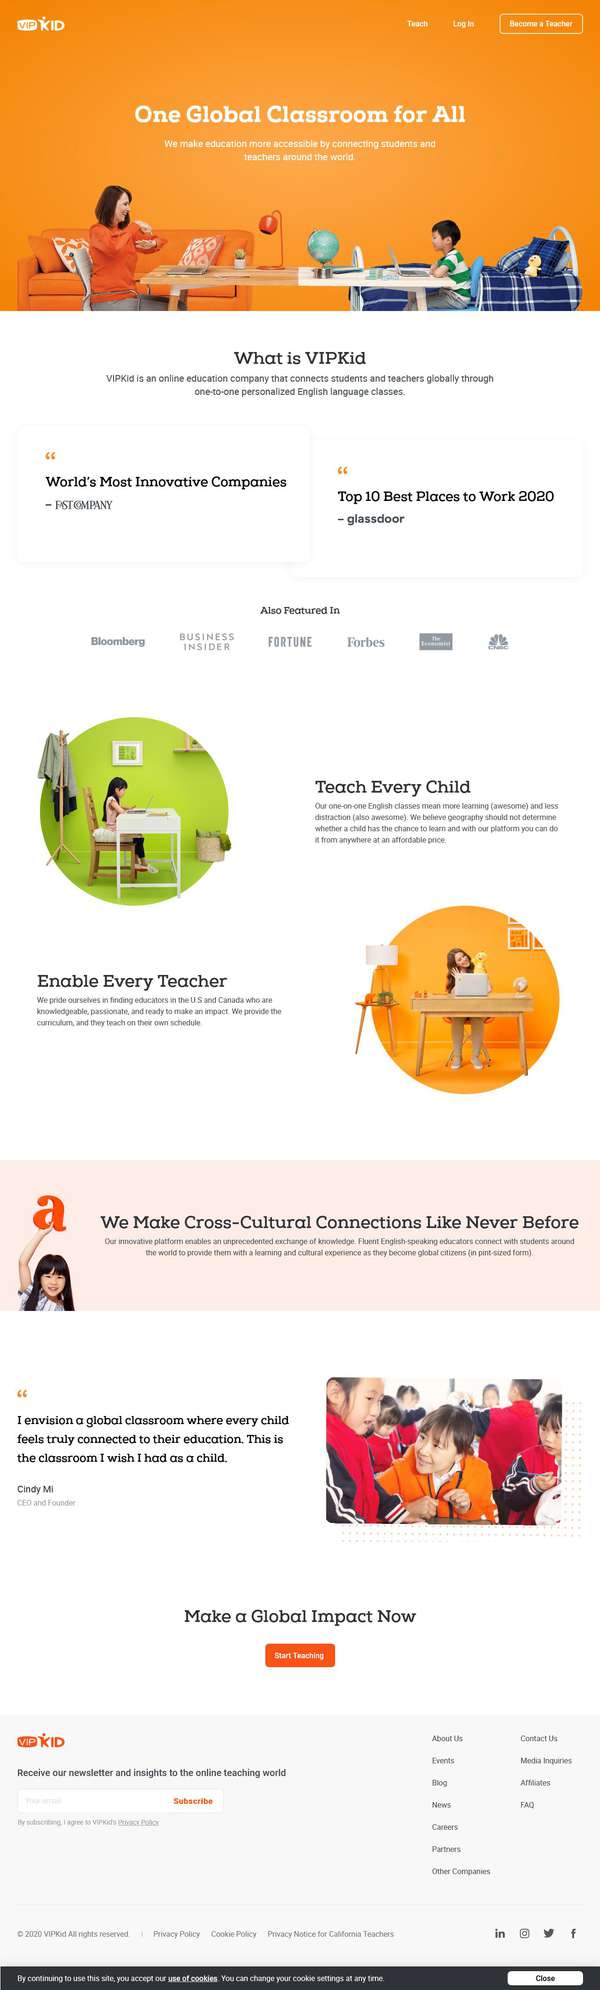 VIPKID
Teach
Log In
Become a Teacher
One Global Classroom for All
We make education more accessible by connecting students and
teachers around the world.
What is VIPKid
VIPKid is an online education company that connects students and teachers globally through
one-to-one personalized English language classes.
“
World's Most Innovative Companies
– FAST COMPANY
“
Top 10 Best Places to Work 2020
– glassdoor
Also Featured In
Bloomberg
BUSINESS
INSIDER
FORTUNE
Forbes
The
Economist
CNBC
Teach Every Child
Our one-on-one English classes mean more learning (awesome) and less
distraction (also awesome). We believe geography should not determine
whether a child has the chance to learn and with our platform you can do
it from anywhere at an affordable price.
Enable Every Teacher
We pride ourselves in finding educators in the U.S and Canada who are
knowledgeable, passionate, and ready to make an impact. We provide the
curriculum, and they teach on their own schedule.
a
We Make Cross-Cultural Connections Like Never Before
Our innovative platform enables an unprecedented exchange of knowledge. Fluent English-speaking educators connect with students around
the world to provide them with a learning and cultural experience as they become global citizens (in pint-sized form).
“
I envision a global classroom where every child
feels truly connected to their education. This is
the classroom I wish I had as a child.
Cindy Mi
CEO and Founder
Make a Global Impact Now
Start Teaching
VIPKID
Receive our newsletter and insights to the online teaching world
Your email
Subscribe
By subscribing, I agree to VIPKid's Privacy Policy
About Us
Events
Blog
News
Careers
Partners
Other Companies
Contact Us
Media Inquiries
Affiliates
FAQ
© 2020 VIPKid All rights reserved. | Privacy Policy Cookie Policy Privacy Notice for California Teachers
By continuing to use this site, you accept our use of cookies. You can change your cookie settings at any time.
Close